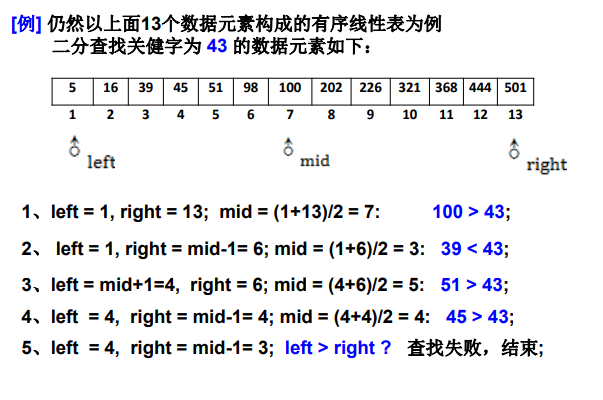 [例] 仍然以上面13个数据元素构成的有序线性表为例
二分查找关健字为 43 的数据元素如下：
5 16 39 45 51 98 100 202 226 321 368 444 501
1 2 3 4 5 6 7 8 9 10 11 12 13
left mid right
1、left = 1, right = 13; mid = (1+13)/2 = 7: 100 > 43;
2、 left = 1, right = mid-1= 6; mid = (1+6)/2 = 3: 39 < 43;
3、left = mid+1=4, right = 6; mid = (4+6)/2 = 5: 51 > 43;
4、left = 4, right = mid-1= 4; mid = (4+4)/2 = 4: 45 > 43;
5、left = 4, right = mid-1= 3; left > right ? 查找失败，结束;